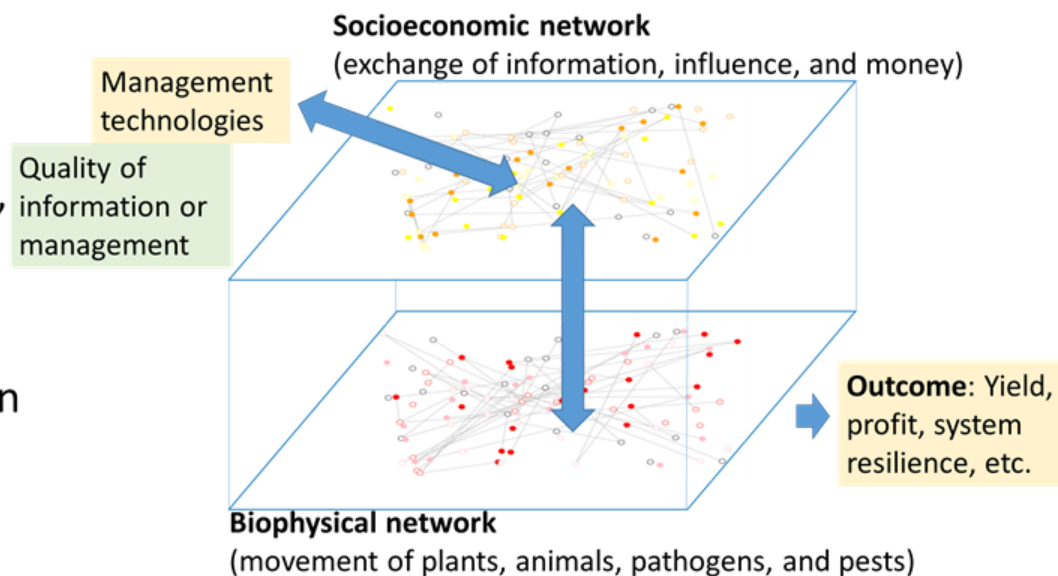 Socioeconomic network
(exchange of information, influence, and money)
Management
technologies
Quality of
information or
management
,
n
Outcome: Yield,
profit, system
resilience, etc.
Biophysical network
(movement of plants, animals, pathogens, and pests)